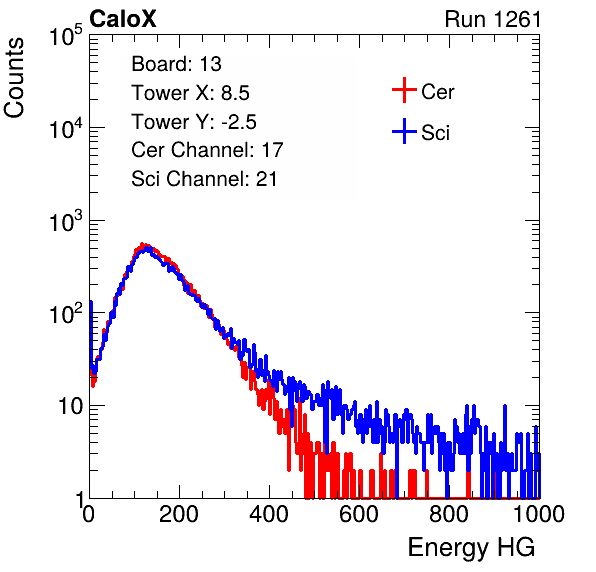 CaloX Run 1261
Counts
Board: 13
Tower X: 8.5
Tower Y: -2.5
Cer Channel: 17
Sci Channel: 21
Cer
Sci
10^5
10^4
10^3
10^2
10
1
0 200 400 600 800 1000
Energy HG